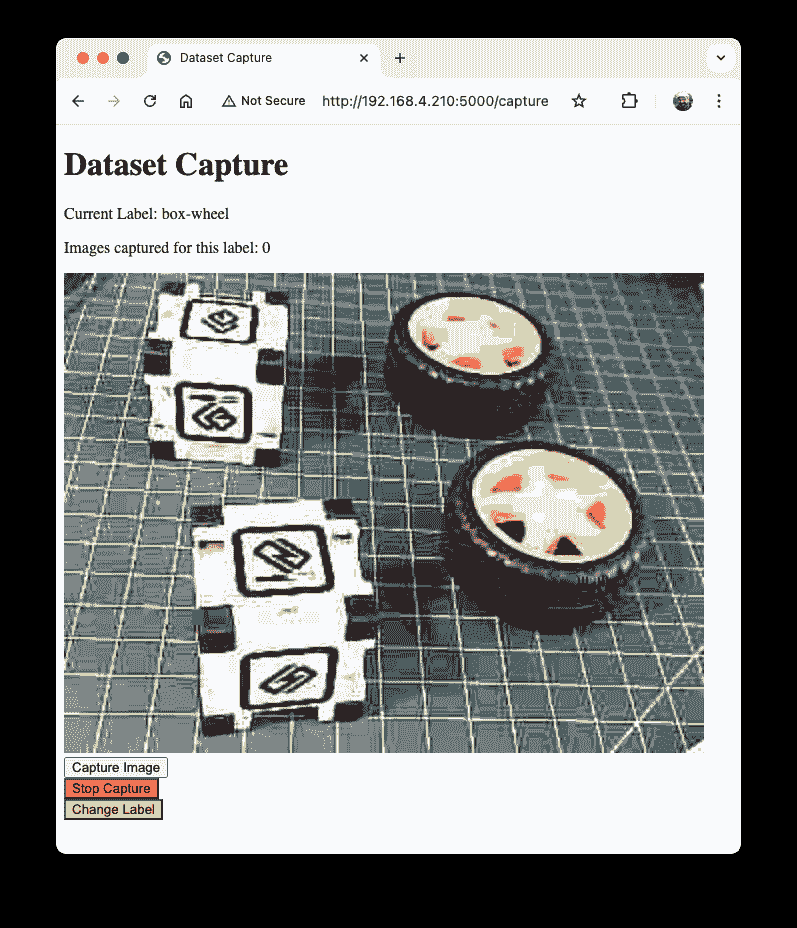 Dataset Capture
Not Secure http://192.168.4.210:5000/capture
Dataset Capture
Current Label: box-wheel
Images captured for this label: 0
Capture Image
Stop Capture
Change Label